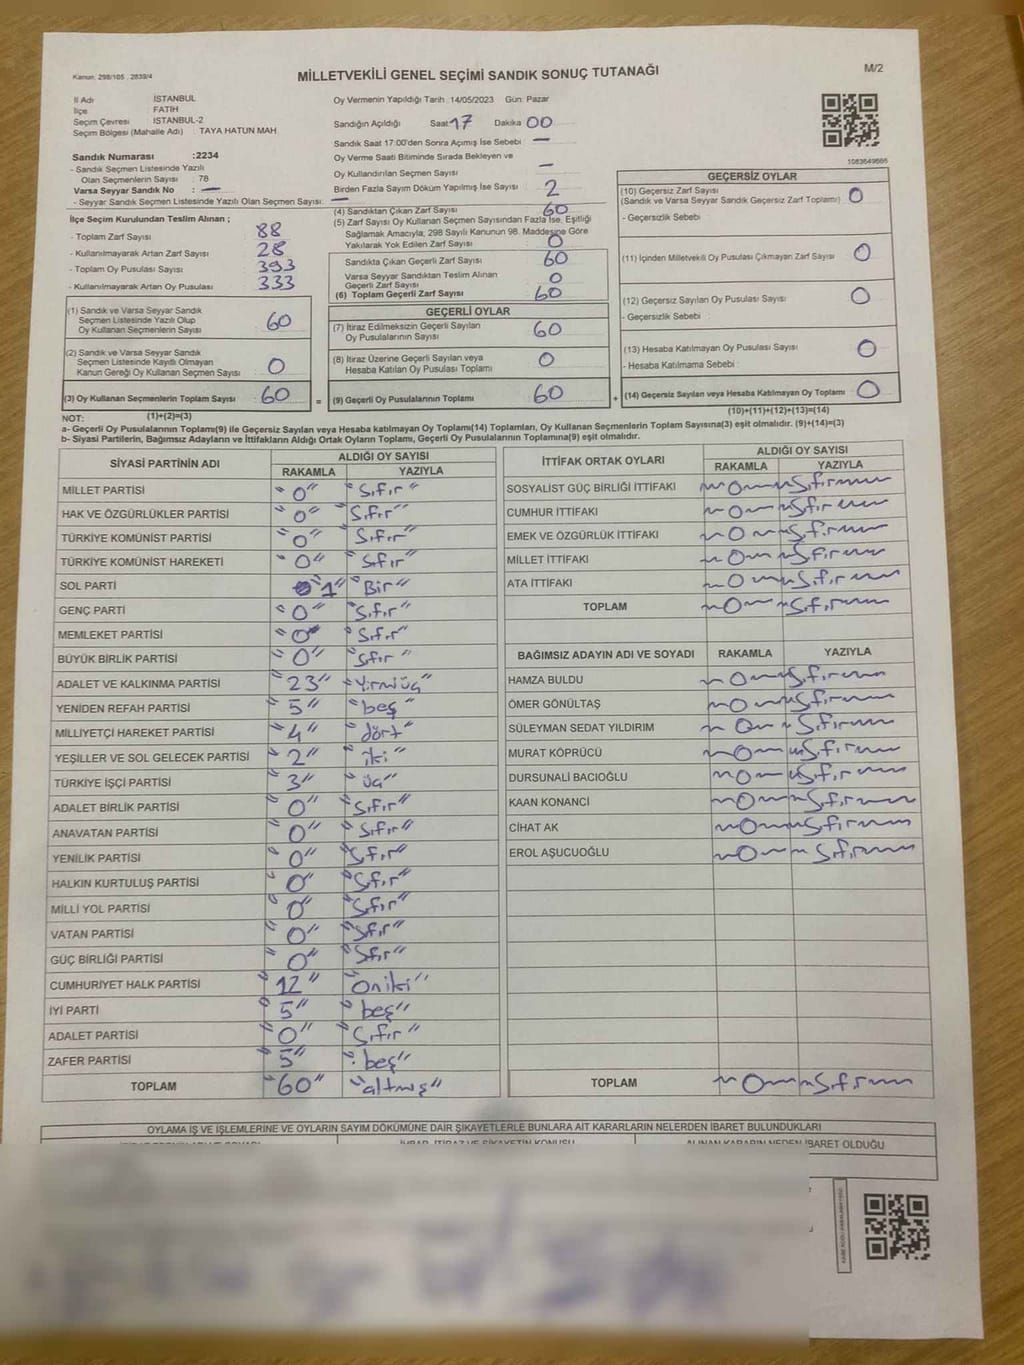 Kanun: 298/105 , 2839/4
MİLLETVEKİLİ GENEL SEÇİMİ SANDIK SONUÇ TUTANAĞI
M/2
İl Adı İSTANBUL
İlçe FATİH
Seçim Çevresi İSTANBUL-2
Seçim Bölgesi (Mahalle Adı) TAYA HATUN MAH
Sandık Numarası :2234
- Sandık Seçmen Listesinde Yazılı
Olan Seçmenlerin Sayısı : 78
Varsa Seyyar Sandık No : —
- Seyyar Sandık Seçmen Listesinde Yazılı Olan Seçmen Sayısı: —
Oy Vermenin Yapıldığı Tarih : 14/05/2023 Gün: Pazar
Sandığın Açıldığı Saat 17 Dakika 00
Sandık Saat 17:00'den Sonra Açımış İse Sebebi —
Oy Verme Saati Bitiminde Sırada Bekleyen ve
Oy Kullandırılan Seçmen Sayısı —
Birden Fazla Sayım Döküm Yapılmış İse Sayısı 2
1083649665
İlçe Seçim Kurulundan Teslim Alınan ;
- Toplam Zarf Sayısı 88
- Kullanılmayarak Artan Zarf Sayısı 28
- Toplam Oy Pusulası Sayısı 393
- Kullanılmayarak Artan Oy Pusulası 333
(4) Sandıktan Çıkan Zarf Sayısı 60
(5) Zarf Sayısı Oy Kullanan Seçmen Sayısından Fazla İse, Eşitliği
Sağlamak Amacıyla, 298 Sayılı Kanunun 98. Maddesine Göre
Yakılarak Yok Edilen Zarf Sayısı 0
Sandıkta Çıkan Geçerli Zarf Sayısı 60
Varsa Seyyar Sandıktan Teslim Alınan
Geçerli Zarf Sayısı 0
(6) Toplam Geçerli Zarf Sayısı 60
GEÇERSİZ OYLAR
(10) Geçersiz Zarf Sayısı 0
(Sandık ve Varsa Seyyar Sandık Geçersiz Zarf Toplamı)
- Geçersizlik Sebebi :
(11) İçinden Milletvekili Oy Pusulası Çıkmayan Zarf Sayısı 0
(12) Geçersiz Sayılan Oy Pusulası Sayısı 0
- Geçersizlik Sebebi :
(13) Hesaba Katılmayan Oy Pusulası Sayısı 0
- Hesaba Katılmama Sebebi :
(14) Geçersiz Sayılan veya Hesaba Katılmayan Oy Toplamı 0
(10)+(11)+(12)+(13)=(14)
(1) Sandık ve Varsa Seyyar Sandık
Seçmen Listesinde Yazılı Olup
Oy Kullanan Seçmenlerin Sayısı 60
(2) Sandık ve Varsa Seyyar Sandık
Seçmen Listesinde Kayıtlı Olmayan
Kanun Gereği Oy Kullanan Seçmen Sayısı 0
(3) Oy Kullanan Seçmenlerin Toplam Sayısı 60
=
(1)+(2)=(3)
GEÇERLİ OYLAR
(7) İtiraz Edilmeksizin Geçerli Sayılan
Oy Pusulalarının Sayısı 60
(8) İtiraz Üzerine Geçerli Sayılan veya
Hesaba Katılan Oy Pusulası Toplamı 0
(9) Geçerli Oy Pusulalarının Toplamı 60
+
NOT:
a- Geçerli Oy Pusulasının Toplamı(9) ile Geçersiz Sayılan veya Hesaba katılmayan Oy Toplamı(14) Toplamları, Oy Kullanan Seçmenlerin Toplam Sayısına(3) eşit olmalıdır. (9)+(14)=(3)
b- Siyasi Partilerin, Bağımsız Adayların ve İttifakların Aldığı Ortak Oyların Toplamı, Geçerli Oy Pusulalarının Toplamına(9) eşit olmalıdır.
SİYASİ PARTİNİN ADI ALDIĞI OY SAYISI
RAKAMLA YAZIYLA
MİLLET PARTİSİ "0" "Sıfır"
HAK VE ÖZGÜRLÜKLER PARTİSİ "0" "Sıfır"
TÜRKİYE KOMÜNİST PARTİSİ "0" "Sıfır"
TÜRKİYE KOMÜNİST HAREKETİ "0" "Sıfır"
SOL PARTİ "1" "Bir"
GENÇ PARTİ "0" "Sıfır"
MEMLEKET PARTİSİ "0" "Sıfır"
BÜYÜK BİRLİK PARTİSİ "0" "Sıfır"
ADALET VE KALKINMA PARTİSİ "23" "Yirmiüç"
YENİDEN REFAH PARTİSİ "5" "beş"
MİLLİYETÇİ HAREKET PARTİSİ "4" "dört"
YEŞİLLER VE SOL GELECEK PARTİSİ "2" "iki"
TÜRKİYE İŞÇİ PARTİSİ "3" "üç"
ADALET BİRLİK PARTİSİ "0" "Sıfır"
ANAVATAN PARTİSİ "0" "Sıfır"
YENİLİK PARTİSİ "0" "Sıfır"
HALKIN KURTULUŞ PARTİSİ "0" "Sıfır"
MİLLİ YOL PARTİSİ "0" "Sıfır"
VATAN PARTİSİ "0" "Sıfır"
GÜÇ BİRLİĞİ PARTİSİ "0" "Sıfır"
CUMHURİYET HALK PARTİSİ "12" "Oniki"
İYİ PARTİ "5" "beş"
ADALET PARTİSİ "0" "Sıfır"
ZAFER PARTİSİ "5" "beş"
TOPLAM "60" "altmış"
İTTİFAK ORTAK OYLARI ALDIĞI OY SAYISI
RAKAMLA YAZIYLA
SOSYALİST GÜÇ BİRLİĞİ İTTİFAKI 0 Sıfır
CUMHUR İTTİFAKI 0 Sıfır
EMEK VE ÖZGÜRLÜK İTTİFAKI 0 Sıfır
MİLLET İTTİFAKI 0 Sıfır
ATA İTTİFAKI 0 Sıfır
TOPLAM 0 Sıfır
BAĞIMSIZ ADAYIN ADI VE SOYADI RAKAMLA YAZIYLA
HAMZA BULDU 0 Sıfır
ÖMER GÖNÜLTAŞ 0 Sıfır
SÜLEYMAN SEDAT YILDIRIM 0 Sıfır
MURAT KÖPRÜCÜ 0 Sıfır
DURSUNALİ BACIOĞLU 0 Sıfır
KAAN KONANCİ 0 Sıfır
CİHAT AK 0 Sıfır
EROL AŞUCUOĞLU 0 Sıfır
TOPLAM 0 Sıfır
OYLAMA İŞ VE İŞLEMLERİNE VE OYLARIN SAYIM DÖKÜMÜNE DAİR ŞİKAYETLERLE BUNLARA AİT KARARLARIN NELERDEN İBARET BULUNDUKLARI
İHBAR, İTİRAZ VE ŞİKAYETİN KONUSU
ALINAN KARARIN NEDEN İBARET OLDUĞU